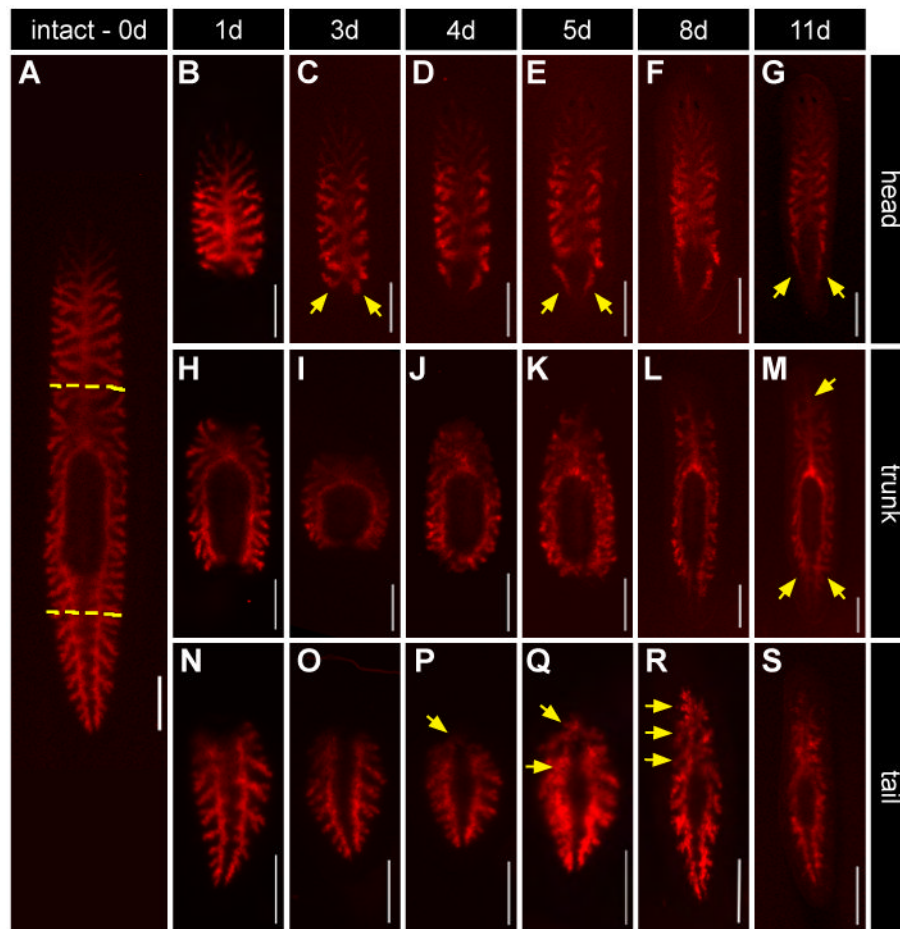 intact - 0d 1d 3d 4d 5d 8d 11d
A B C D E F G
head
H I J K L M
trunk
N O P Q R S
tail